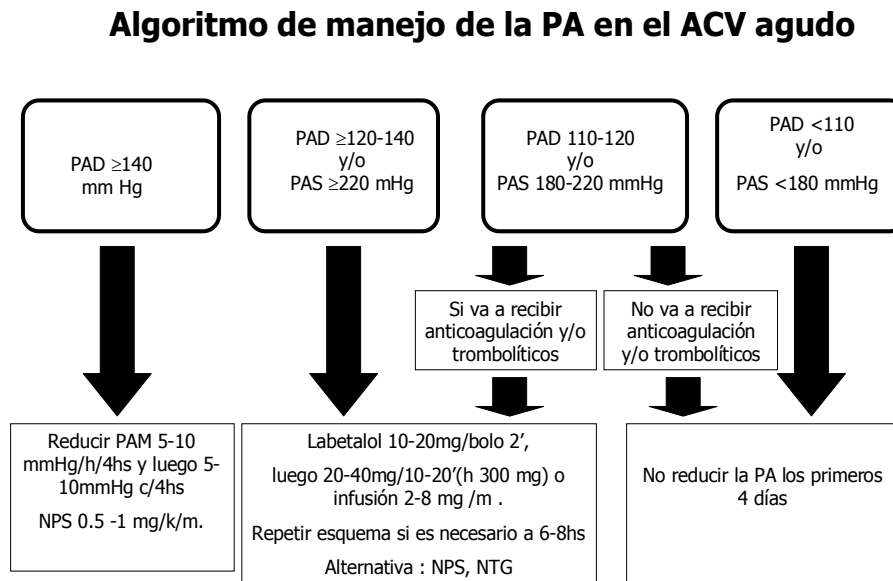 Algoritmo de manejo de la PA en el ACV agudo
PAD ≥140
mm Hg
PAD ≥120-140
y/o
PAS ≥220 mHg
PAD 110-120
y/o
PAS 180-220 mmHg
PAD <110
y/o
PAS <180 mmHg
Si va a recibir
anticoagulación y/o
trombolíticos
No va a recibir
anticoagulación
y/o trombolíticos
Reducir PAM 5-10
mmHg/h/4hs y luego 5-
10mmHg c/4hs
NPS 0.5 -1 mg/k/m.
Labetalol 10-20mg/bolo 2’,
luego 20-40mg/10-20’(h 300 mg) o
infusión 2-8 mg /m .
Repetir esquema si es necesario a 6-8hs
Alternativa : NPS, NTG
No reducir la PA los primeros
4 días